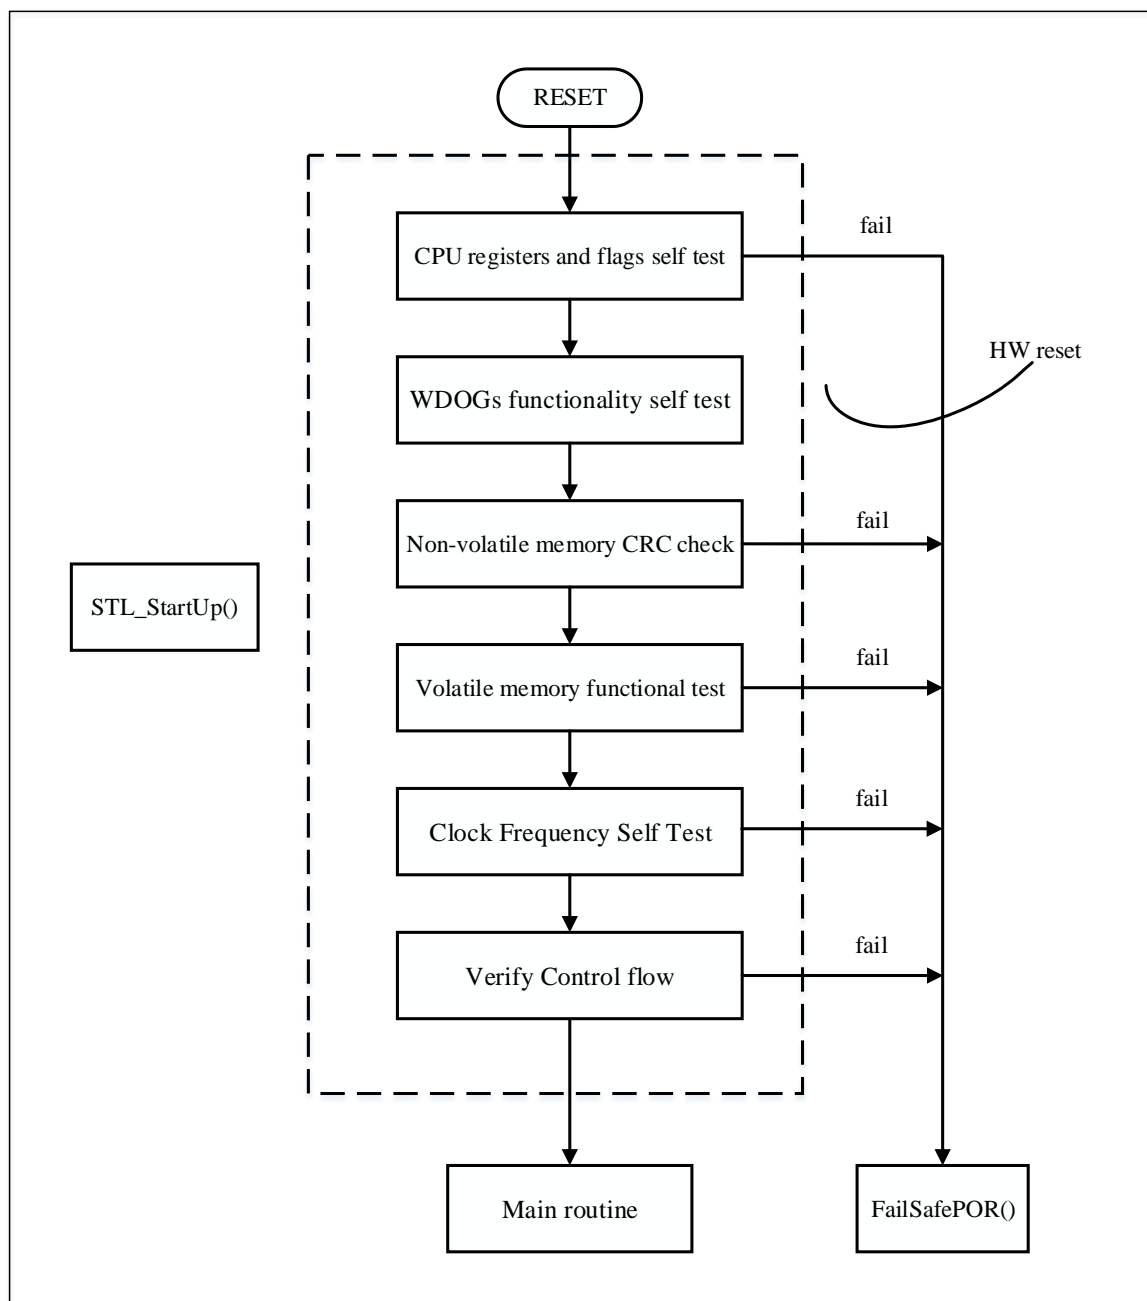 RESET
CPU registers and flags self test
fail
HW reset
WDOGs functionality self test
Non-volatile memory CRC check
fail
STL_StartUp()
Volatile memory functional test
fail
Clock Frequency Self Test
fail
Verify Control flow
fail
Main routine
FailSafePOR()